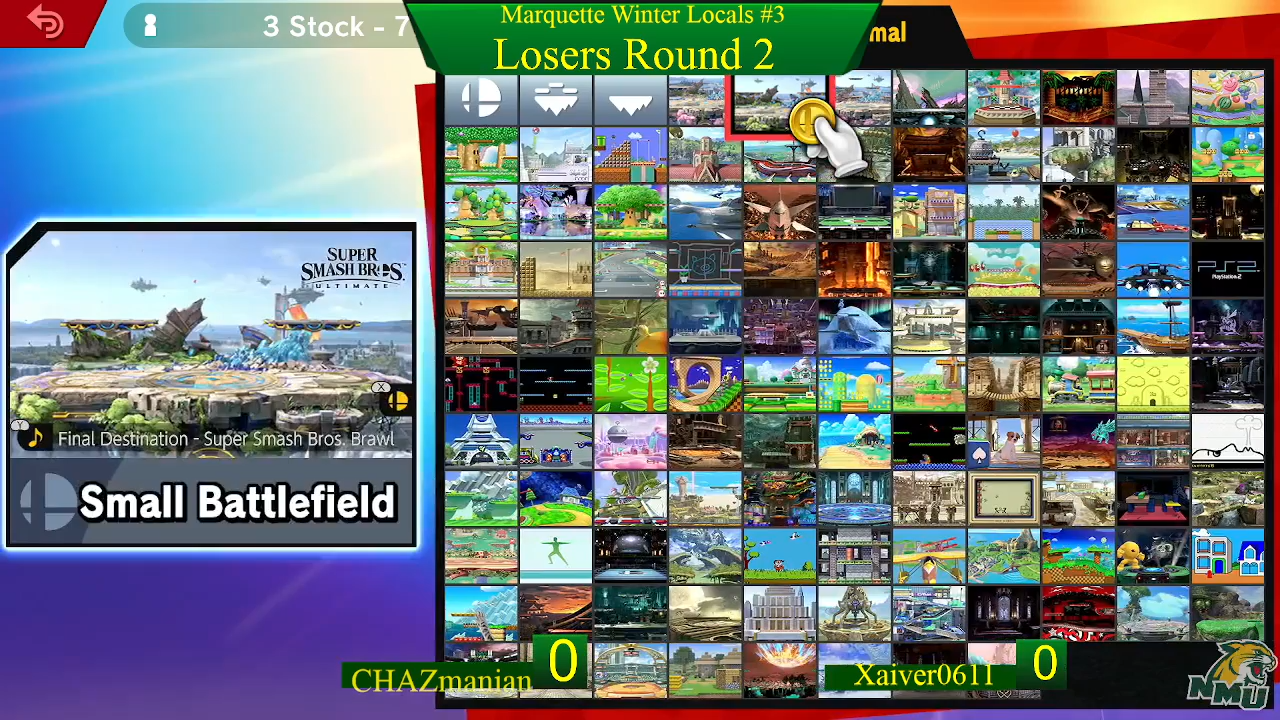 Marquette Winter Locals #3
Losers Round 2
3 Stock - 7
mal
SUPER
SMASH BROS.
ULTIMATE
X
Y
Final Destination - Super Smash Bros. Brawl
Small Battlefield
PS2
PlayStation 2
CHAZmanian
0
Xaiver0611
0
NMU